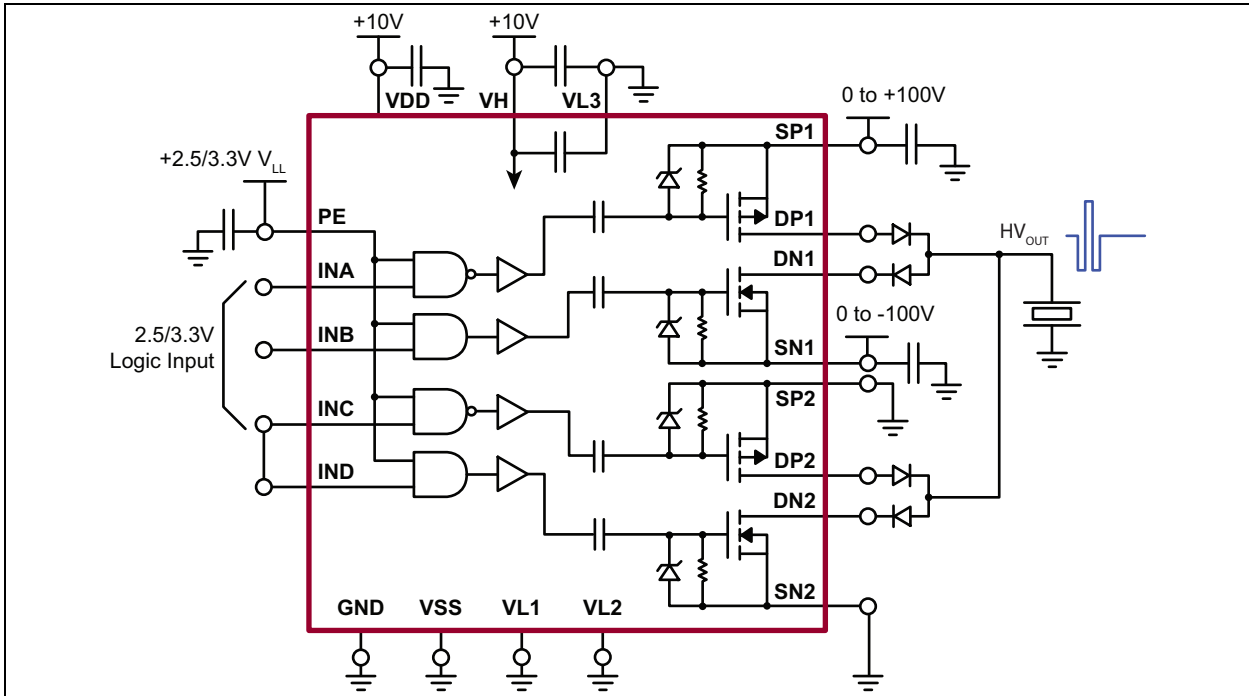 +10V
+10V
VDD
VH
VL3
0 to +100V
SP1
+2.5/3.3V VLL
PE
DP1
HVOUT
INA
DN1
0 to -100V
2.5/3.3V
Logic Input
INB
SN1
SP2
INC
DP2
IND
DN2
SN2
GND
VSS
VL1
VL2